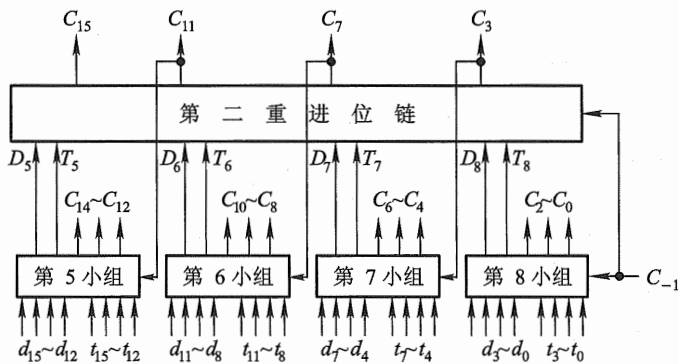 C₁₅ C₁₁ C₇ C₃
第二重进位链
D₅ T₅ D₆ T₆ D₇ T₇ D₈ T₈
C₁₄~C₁₂ C₁₀~C₈ C₆~C₄ C₂~C₀
第 5 小组 第 6 小组 第 7 小组 第 8 小组 C₋₁
d₁₅~d₁₂ t₁₅~t₁₂ d₁₁~d₈ t₁₁~t₈ d₇~d₄ t₇~t₄ d₃~d₀ t₃~t₀